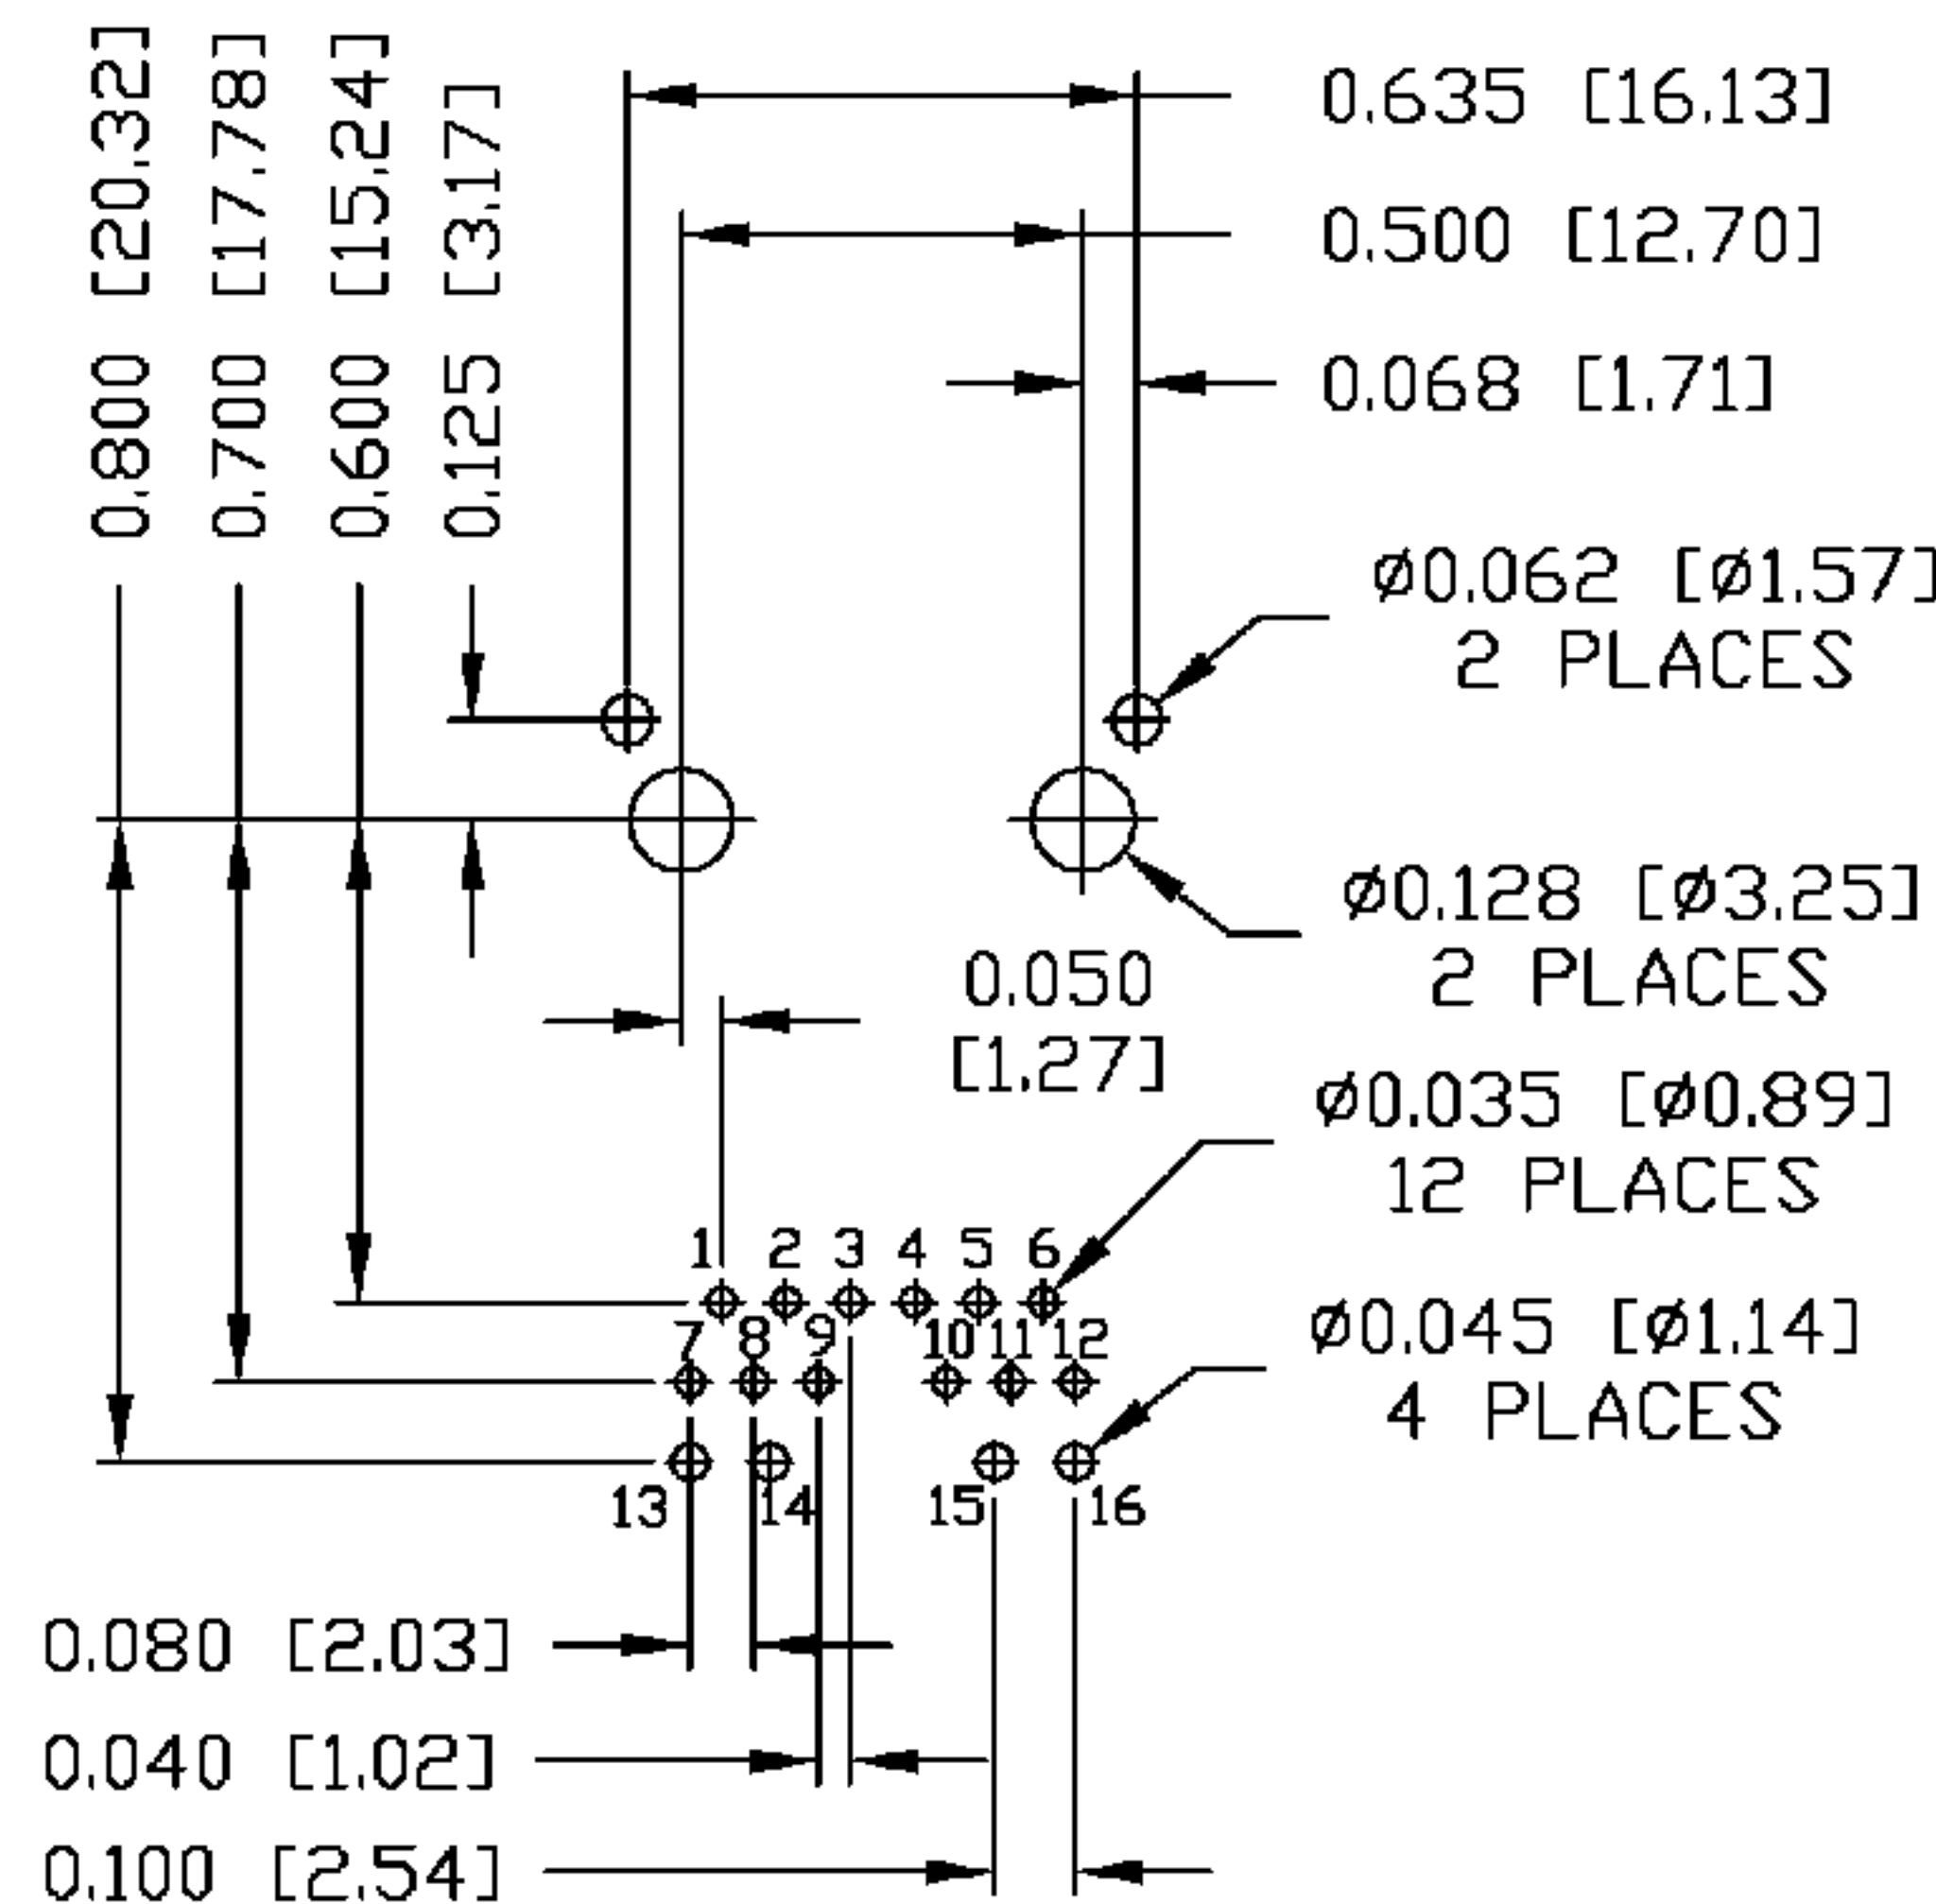 0.800 [20.32]
0.700 [17.78]
0.600 [15.24]
0.125 [3.17]
0.635 [16.13]
0.500 [12.70]
0.068 [1.71]
ø0.062 [ø1.57]
2 PLACES
ø0.128 [ø3.25]
2 PLACES
0.050
[1.27]
ø0.035 [ø0.89]
12 PLACES
1 2 3 4 5 6
7 8 9 10 11 12
ø0.045 [ø1.14]
4 PLACES
13 14 15 16
0.080 [2.03]
0.040 [1.02]
0.100 [2.54]